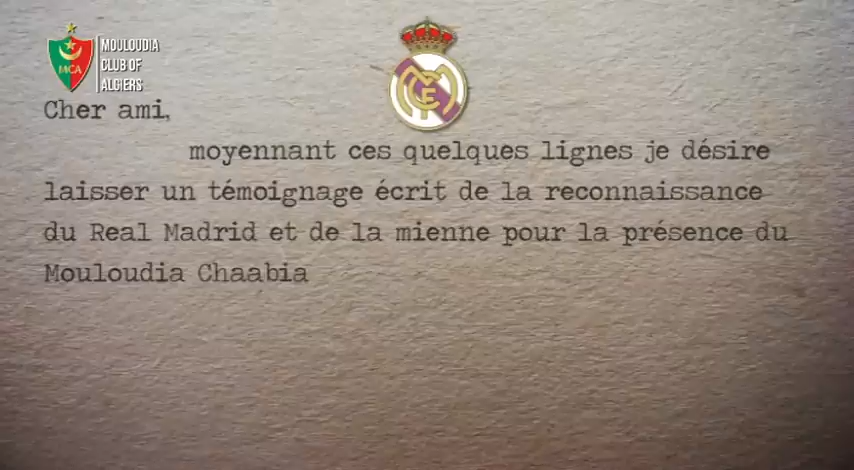 MOULOUDIA
CLUB OF
ALGIERS
MCA
Cher ami,
moyennant ces quelques lignes je désire
laisser un témoignage écrit de la reconnaissance
du Real Madrid et de la mienne pour la présence du
Mouloudia Chaabia